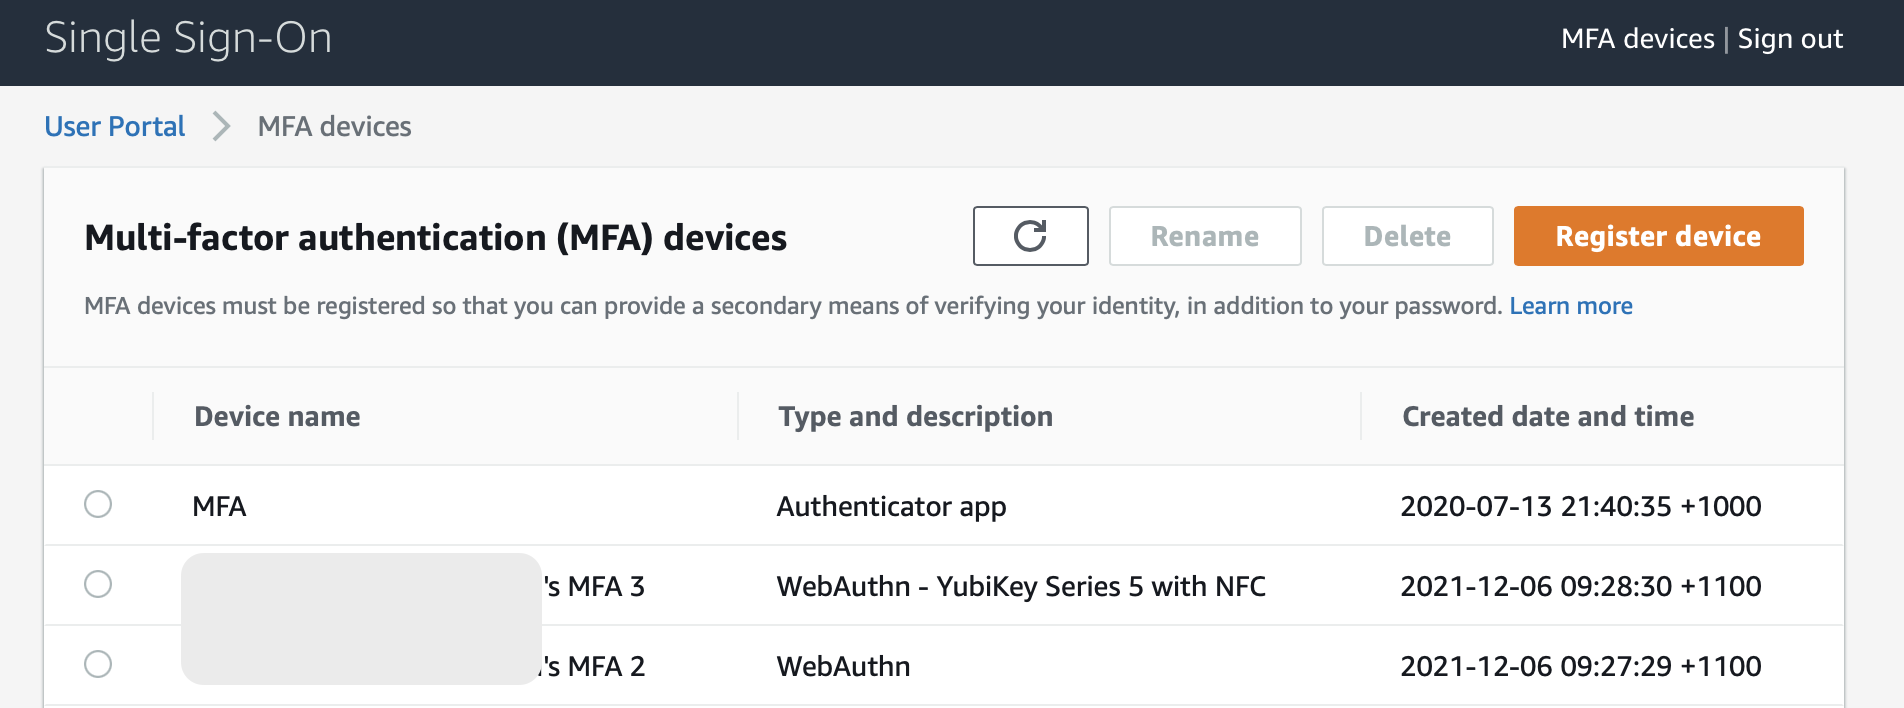 Single Sign-On
MFA devices | Sign out
User Portal > MFA devices
Multi-factor authentication (MFA) devices
Rename
Delete
Register device
MFA devices must be registered so that you can provide a secondary means of verifying your identity, in addition to your password. Learn more
Device name Type and description Created date and time
MFA Authenticator app 2020-07-13 21:40:35 +1000
's MFA 3 WebAuthn - YubiKey Series 5 with NFC 2021-12-06 09:28:30 +1100
's MFA 2 WebAuthn 2021-12-06 09:27:29 +1100